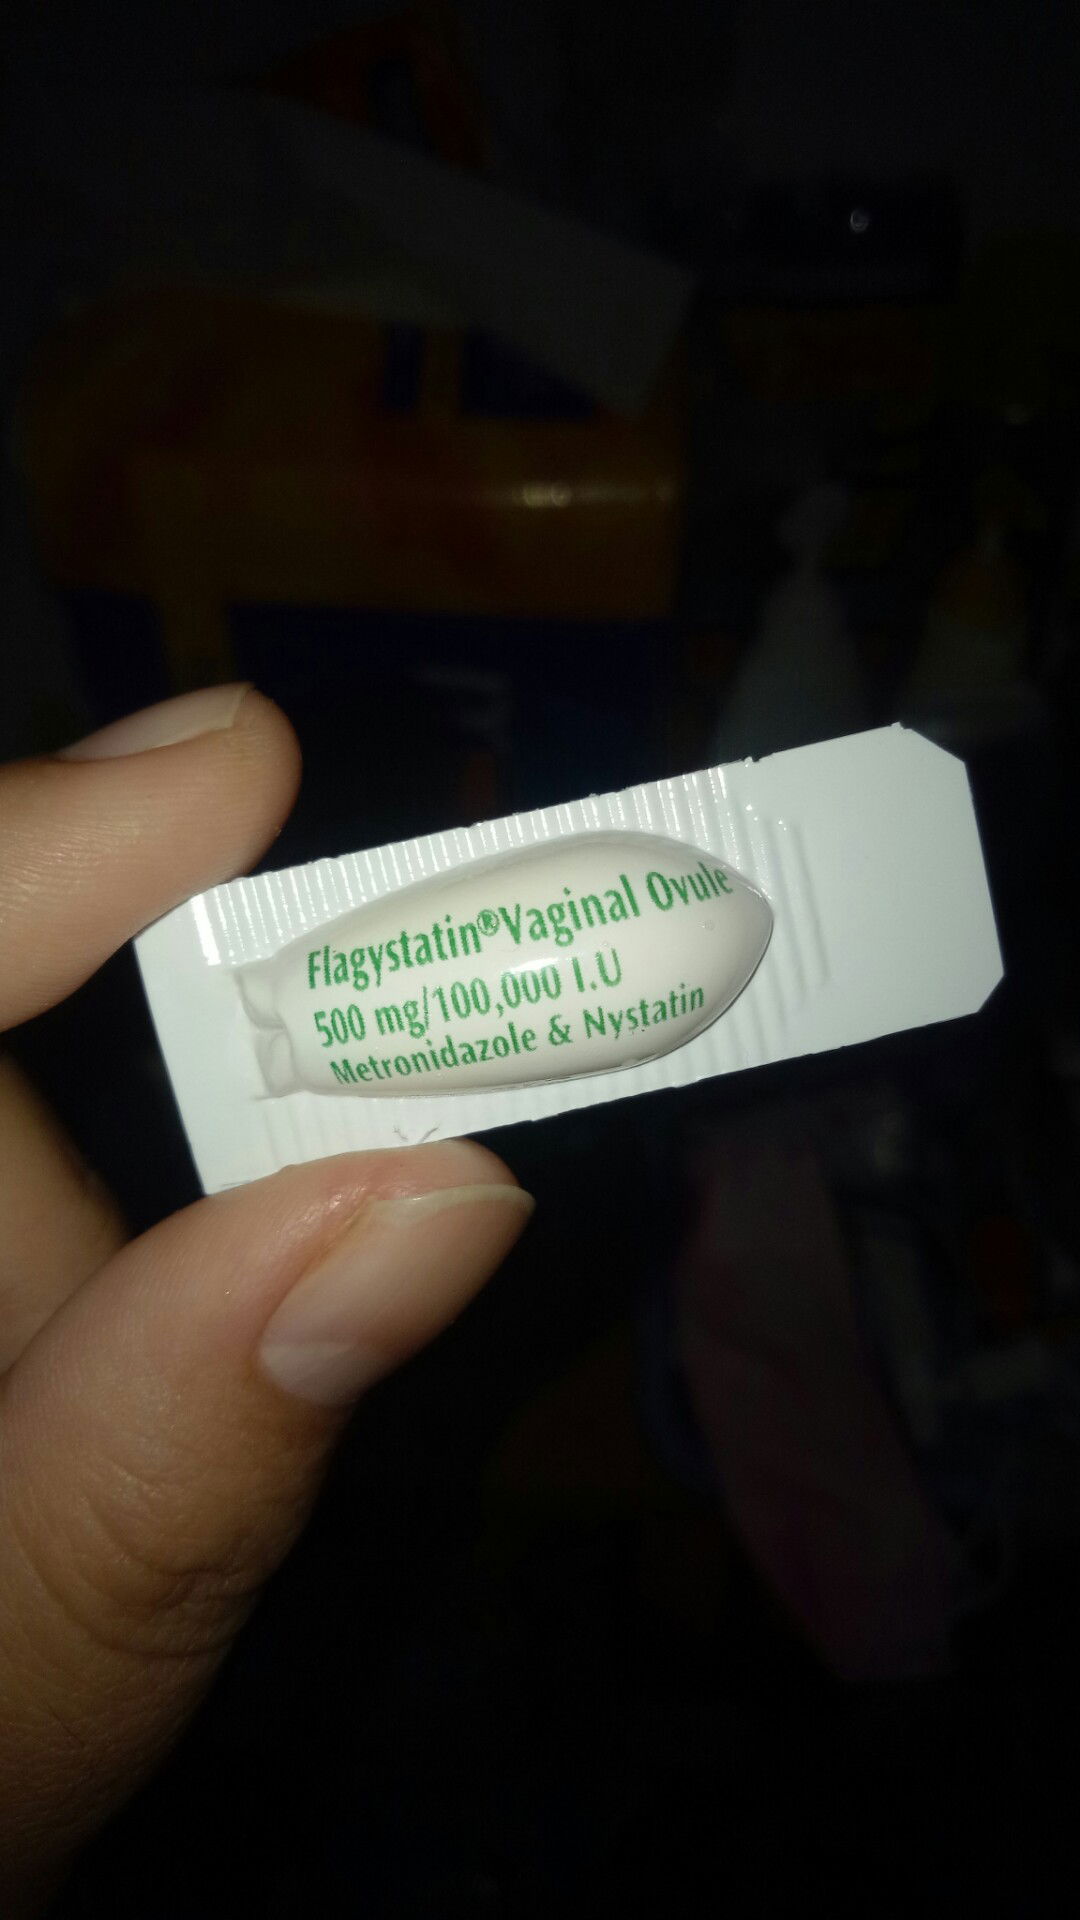 Flagystatin®Vaginal Ovule
500 mg/100,000 I.U
Metronidazole & Nystatin